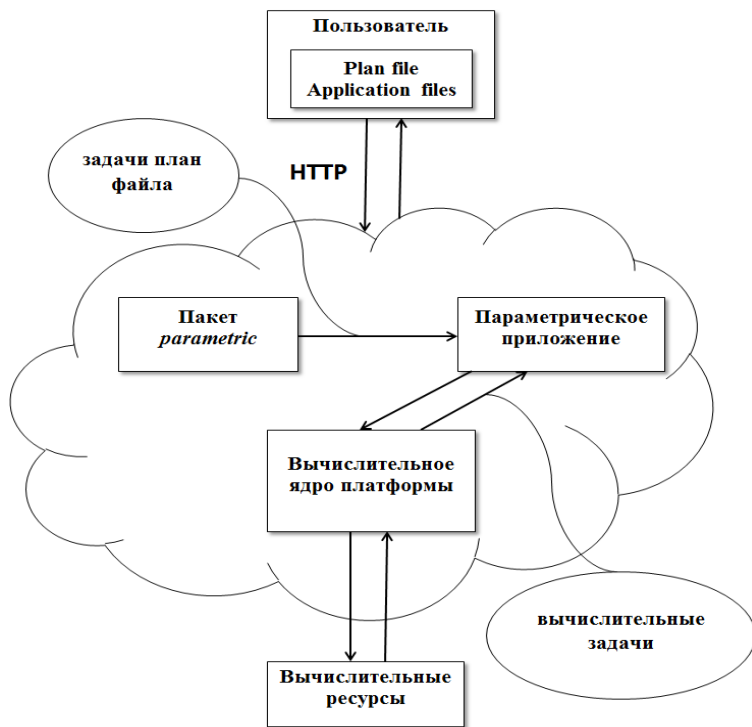 Пользователь
Plan file
Application files
задачи план
файла
HTTP
Пакет
parametric
Параметрическое
приложение
Вычислительное
ядро платформы
вычислительные
задачи
Вычислительные
ресурсы